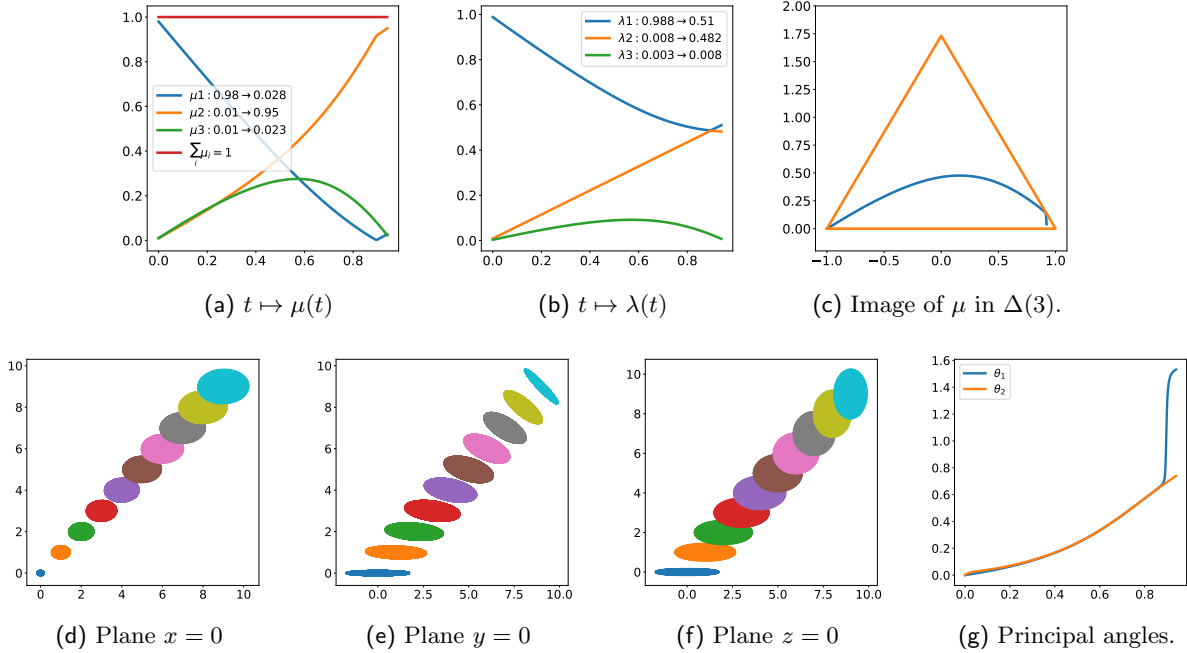 1.0
0.8
0.6
0.4
0.2
0.0
μ1 : 0.98 → 0.028
μ2 : 0.01 → 0.95
μ3 : 0.01 → 0.023
∑ᵢ μᵢ = 1
0.0 0.2 0.4 0.6 0.8
(a) t ↦ μ(t)
1.0
0.8
0.6
0.4
0.2
0.0
λ1 : 0.988 → 0.51
λ2 : 0.008 → 0.482
λ3 : 0.003 → 0.008
0.0 0.2 0.4 0.6 0.8
(b) t ↦ λ(t)
2.00
1.75
1.50
1.25
1.00
0.75
0.50
0.25
0.00
−1.0 −0.5 0.0 0.5 1.0
(c) Image of μ in Δ(3).
10
8
6
4
2
0
0 2 4 6 8 10
(d) Plane x = 0
10
8
6
4
2
0
0.0 2.5 5.0 7.5 10.0
(e) Plane y = 0
10
8
6
4
2
0
0.0 2.5 5.0 7.5 10.0
(f) Plane z = 0
1.6
1.4
1.2
1.0
0.8
0.6
0.4
0.2
0.0
θ₁
θ₂
0.0 0.2 0.4 0.6 0.8
(g) Principal angles.